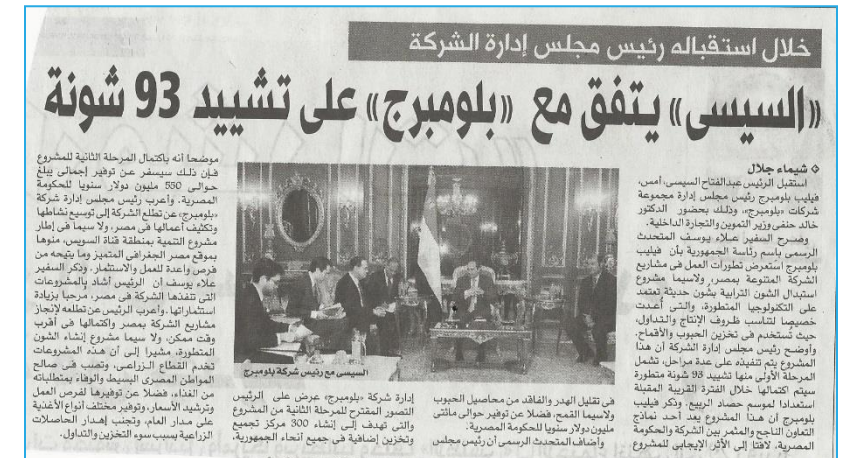 خلال استقباله رئيس مجلس إدارة الشركة
«السيسى» يتفق مع «بلومبرج» على تشييد 93 شونة
◊ شيماء جلال
استقبل الرئيس عبدالفتاح السيسى، أمس،
فيليب بلومبرج رئيس مجلس إدارة مجموعة
شركات «بلومبرج»، وذلك بحضور الدكتور
خالد حنفى وزير التموين والتجارة الداخلية.
وصرح السفير علاء يوسف المتحدث
الرسمى باسم رئاسة الجمهورية بأن فيليب
بلومبرج استعرض تطورات العمل فى مشاريع
الشركة المتنوعة بمصر، ولاسيما مشروع
استبدال الشون الترابية بشون حديثة تعتمد
على التكنولوجيا المتطورة، والتى أُعدت
خصيصا لتناسب ظروف الإنتاج والتداول،
حيث تُستخدم فى تخزين الحبوب والأقماح.
وأوضح رئيس مجلس إدارة الشركة أن هذا
المشروع يتم تنفيذه على عدة مراحل، تشمل
المرحلة الأولى منها تشييد 93 شونة متطورة
سيتم اكتمالها خلال الفترة القريبة المقبلة
استعدادا لموسم حصاد الربيع. وذكر فيليب
بلومبرج أن هذا المشروع يعد أحد نماذج
التعاون الناجح والمثمر بين الشركة والحكومة
المصرية. لافتا إلى الأثر الإيجابى للمشروع
فى تقليل الهدر والفاقد من محاصيل الحبوب
ولاسيما القمح، فضلا عن توفير حوالى مائتى
مليون دولار سنويا للحكومة المصرية.
وأضاف المتحدث الرسمى أن رئيس مجلس
السيسى مع رئيس شركة بلومبرج
إدارة شركة «بلومبرج»، عرض على الرئيس
التصور المقترح للمرحلة الثانية من المشروع
والتى تهدف إلى إنشاء 300 مركز تجميع
وتخزين إضافية فى جميع أنحاء الجمهورية،
موضحا أنه باكتمال المرحلة الثانية للمشروع
فإن ذلك سيسفر عن توفير إجمالى يبلغ
حوالى 550 مليون دولار سنويا للحكومة
المصرية. وأعرب رئيس مجلس إدارة شركة
«بلومبرج» عن تطلع الشركة إلى توسيع نشاطها
وتكثيف أعمالها فى مصر، ولا سيما فى إطار
مشروع التنمية بمنطقة قناة السويس، منوها
بموقع مصر الجغرافى المتميز وما يتيحه من
فرص واعدة للعمل والاستثمار. وذكر السفير
علاء يوسف أن الرئيس أشاد بالمشروعات
التى تنفذها الشركة فى مصر، مرحبا بزيادة
استثماراتها. وأعرب الرئيس عن تطلعه لإنجاز
مشاريع الشركة بمصر واكتمالها فى أقرب
وقت ممكن، ولا سيما مشروع إنشاء الشون
المتطورة، مشيرا إلى أن هذه المشروعات
تخدم القطاع الزراعى، وتصب فى صالح
المواطن المصرى البسيط والوفاء بمتطلباته
من الغذاء، فضلا عن توفيرها لفرص العمل
وترشيد الأسعار، وتوفير مختلف أنواع الأغذية
على مدار العام، وتجنب إهدار الحاصلات
الزراعية بسبب سوء التخزين والتداول.